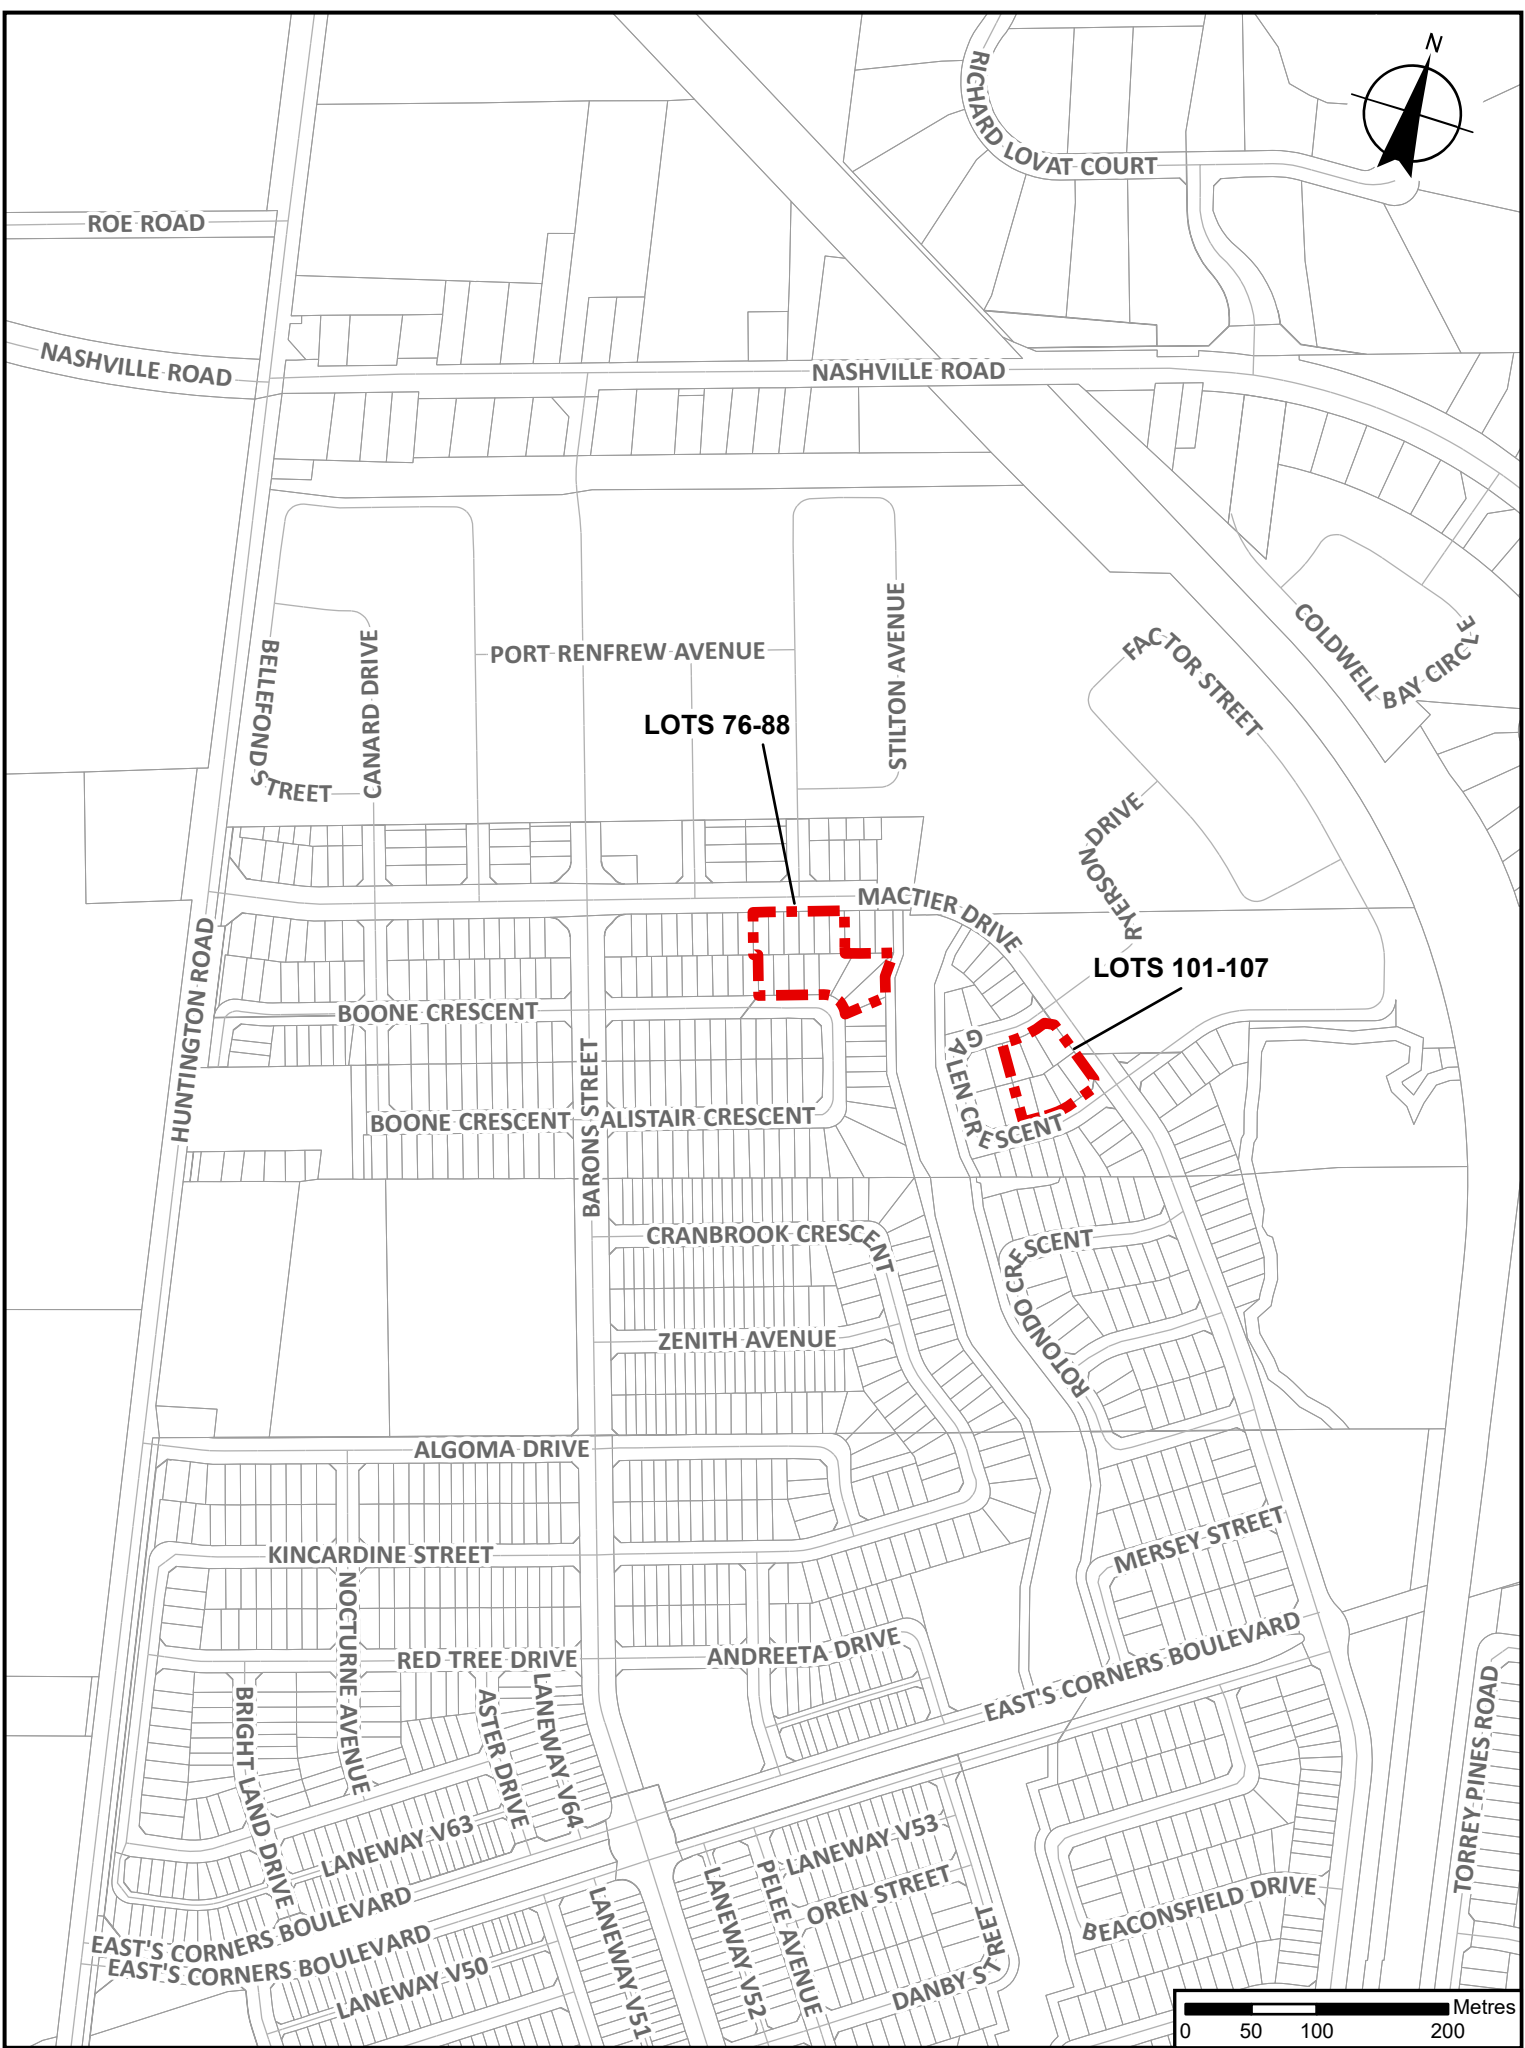 N
RICHARD LOVAT COURT
ROE ROAD
NASHVILLE ROAD
NASHVILLE ROAD
BELLEFOND STREET
CANARD DRIVE
PORT RENFREW AVENUE
STILTON AVENUE
FACTOR STREET
COLDWELL BAY CIRCLE
LOTS 76-88
RYERSON DRIVE
MACTIER DRIVE
LOTS 101-107
HUNTINGTON ROAD
BOONE CRESCENT
GALEN CRESCENT
BARONS STREET
BOONE CRESCENT
ALISTAIR CRESCENT
CRANBROOK CRESCENT
ROTONDO CRESCENT
ZENITH AVENUE
ALGOMA DRIVE
MERSEY STREET
KINCARDINE STREET
NOCTURNE AVENUE
RED TREE DRIVE
ANDREETA DRIVE
EAST'S CORNERS BOULEVARD
BRIGHT LAND DRIVE
ASTER DRIVE
LANEWAY V64
TORREY PINES ROAD
LANEWAY V63
LANEWAY V53
PELEE AVENUE
LANEWAY V52
OREN STREET
BEACONSFIELD DRIVE
EAST'S CORNERS BOULEVARD
EAST'S CORNERS BOULEVARD
LANEWAY V50
LANEWAY V51
DANBY STREET
Metres
0 50 100 200